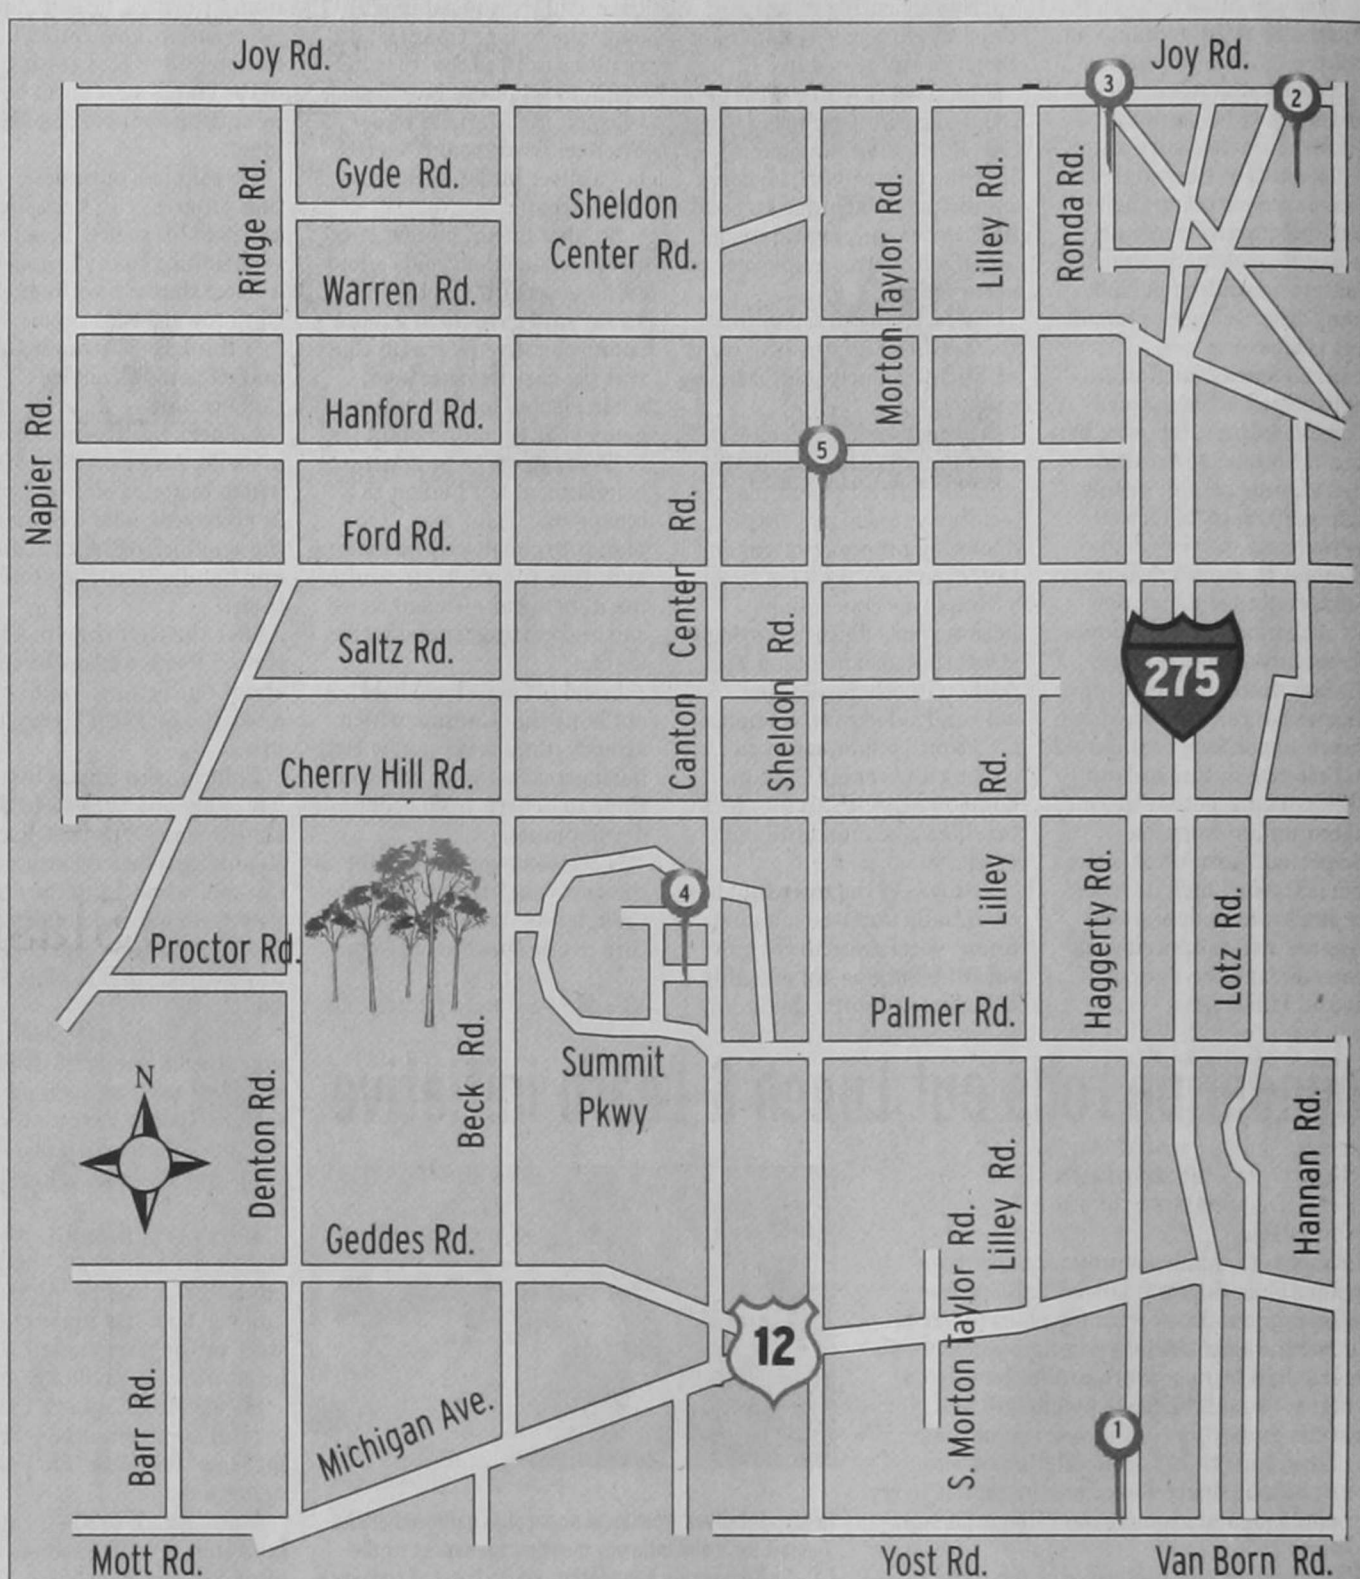 Joy Rd.
Joy Rd.
3
2
Ridge Rd.
Gyde Rd.
Sheldon
Center Rd.
Morton Taylor Rd.
Lilley Rd.
Ronda Rd.
Warren Rd.
Napier Rd.
Hanford Rd.
5
Ford Rd.
Canton Center Rd.
Sheldon Rd.
Saltz Rd.
275
Cherry Hill Rd.
Lilley Rd.
4
Haggerty Rd.
Lotz Rd.
Proctor Rd.
Palmer Rd.
Beck Rd.
Summit
Pkwy
N
Denton Rd.
Hannan Rd.
Geddes Rd.
S. Morton Taylor Rd.
Lilley Rd.
12
Barr Rd.
Michigan Ave.
1
Mott Rd.
Yost Rd.
Van Born Rd.